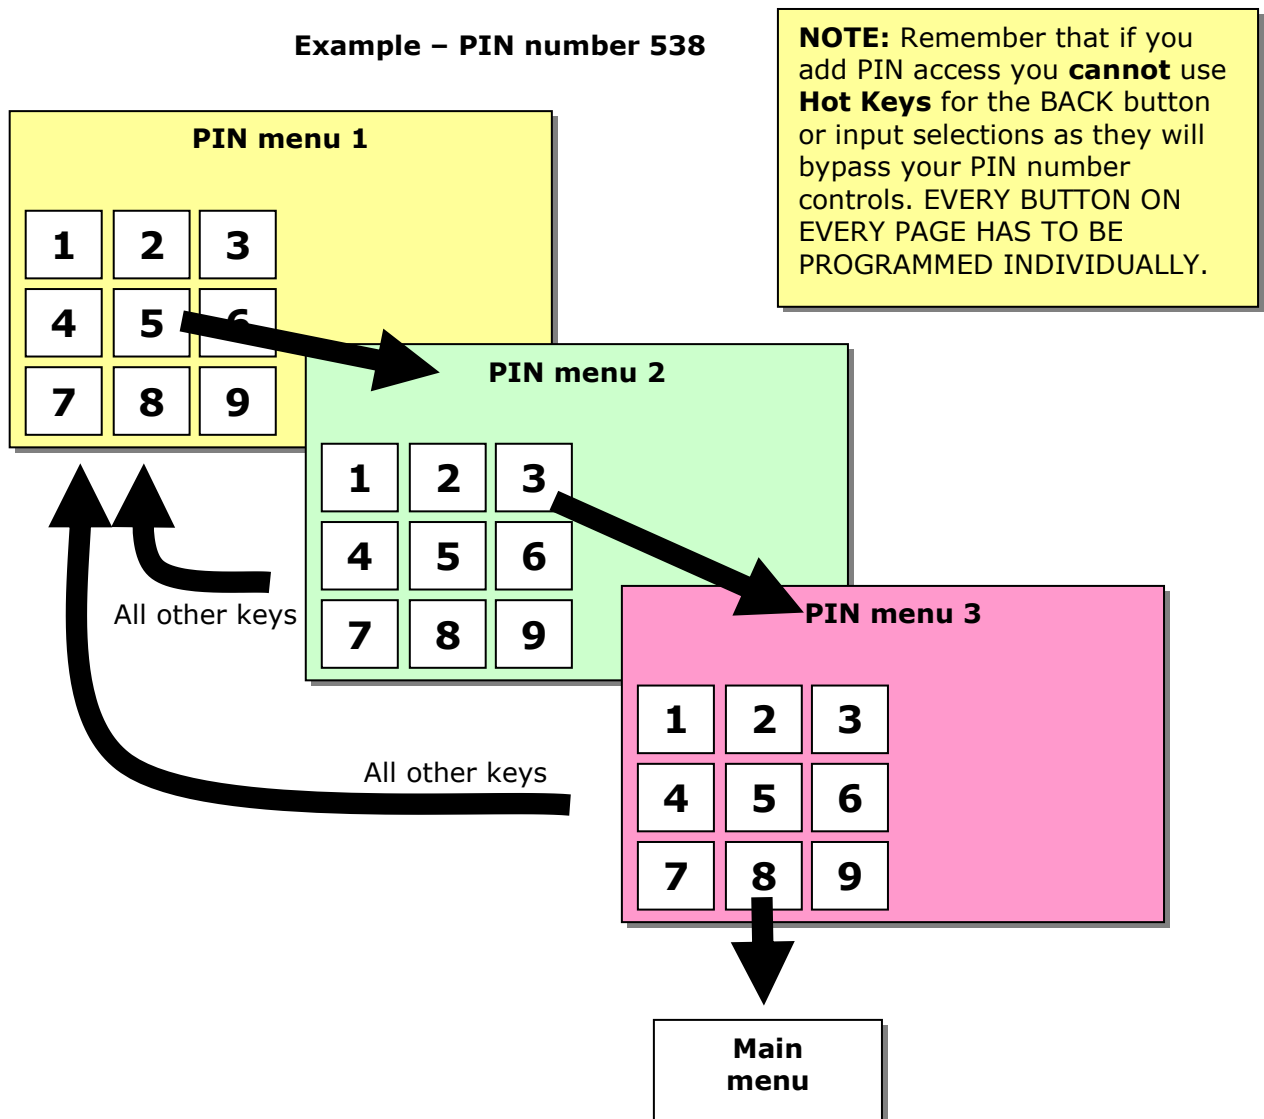 Example – PIN number 538
NOTE: Remember that if you
add PIN access you cannot use
Hot Keys for the BACK button
or input selections as they will
bypass your PIN number
controls. EVERY BUTTON ON
EVERY PAGE HAS TO BE
PROGRAMMED INDIVIDUALLY.
PIN menu 1
1 2 3
4 5 6
7 8 9
PIN menu 2
1 2 3
4 5 6
7 8 9
All other keys
PIN menu 3
1 2 3
4 5 6
7 8 9
All other keys
Main
menu